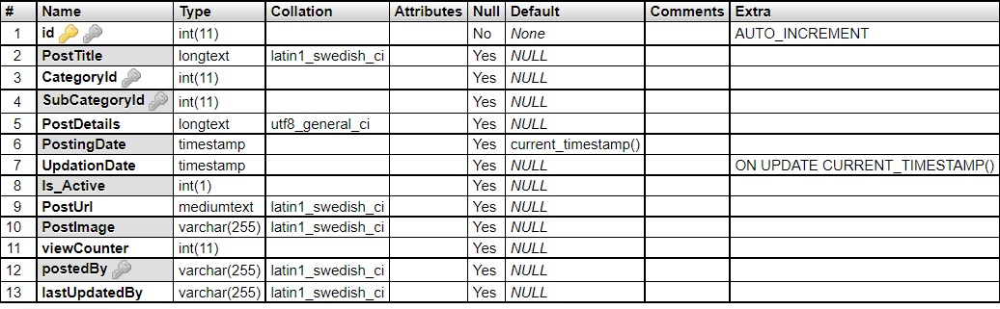 # Name Type Collation Attributes Null Default Comments Extra
1 id int(11) No None AUTO_INCREMENT
2 PostTitle longtext latin1_swedish_ci Yes NULL
3 CategoryId int(11) Yes NULL
4 SubCategoryId int(11) Yes NULL
5 PostDetails longtext utf8_general_ci Yes NULL
6 PostingDate timestamp Yes current_timestamp()
7 UpdationDate timestamp Yes NULL ON UPDATE CURRENT_TIMESTAMP()
8 Is_Active int(1) Yes NULL
9 PostUrl mediumtext latin1_swedish_ci Yes NULL
10 PostImage varchar(255) latin1_swedish_ci Yes NULL
11 viewCounter int(11) Yes NULL
12 postedBy varchar(255) latin1_swedish_ci Yes NULL
13 lastUpdatedBy varchar(255) latin1_swedish_ci Yes NULL